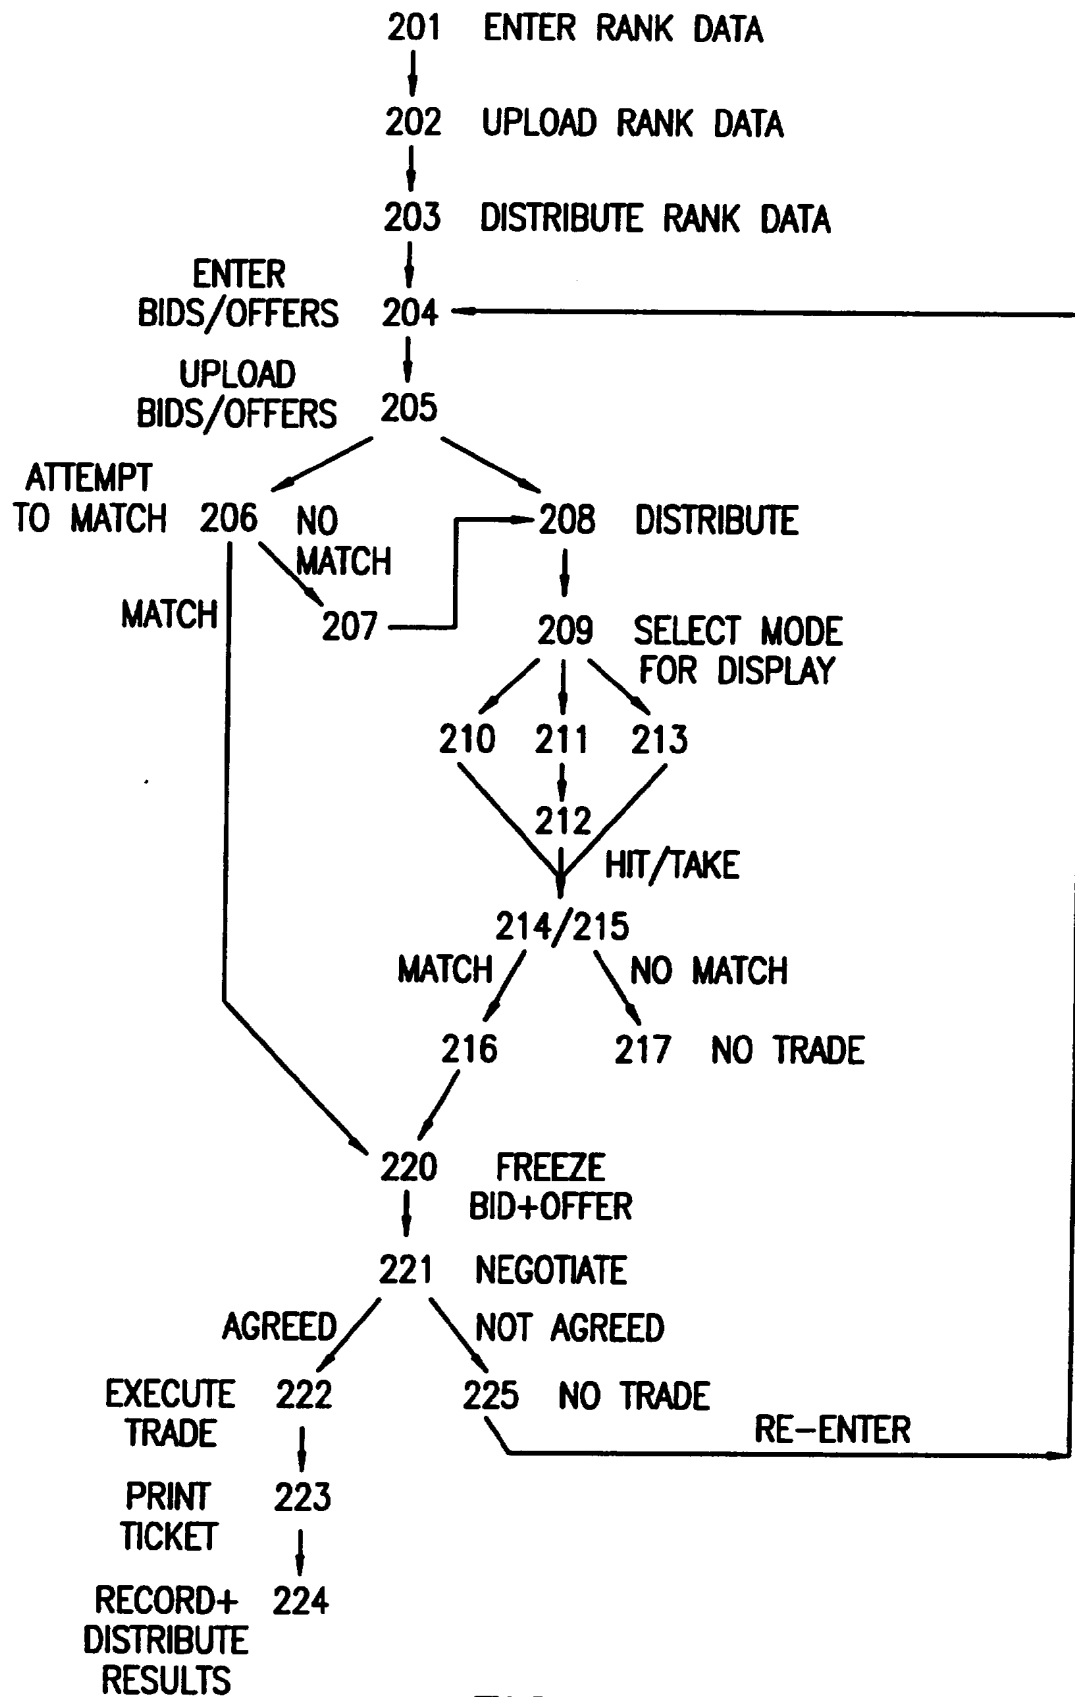 201 ENTER RANK DATA
202 UPLOAD RANK DATA
203 DISTRIBUTE RANK DATA
ENTER
BIDS/OFFERS 204
UPLOAD
BIDS/OFFERS 205
ATTEMPT
TO MATCH 206 NO
MATCH
208 DISTRIBUTE
MATCH
207
209 SELECT MODE
FOR DISPLAY
210 211 213
212
HIT/TAKE
214/215
MATCH NO MATCH
216 217 NO TRADE
220 FREEZE
BID+OFFER
221 NEGOTIATE
AGREED NOT AGREED
EXECUTE 222
TRADE
225 NO TRADE
RE-ENTER
PRINT 223
TICKET
RECORD+ 224
DISTRIBUTE
RESULTS